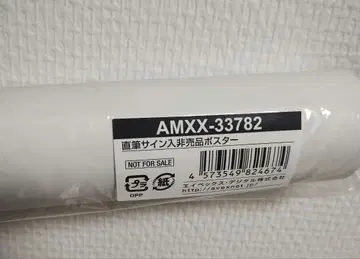 AMXX-33782
直筆サイン入非売品ポスター
NOT FOR SALE
プラ
紙
OPP
4 573549 824674
エイベックス・デジタル株式会社
http://avexnet.jp/